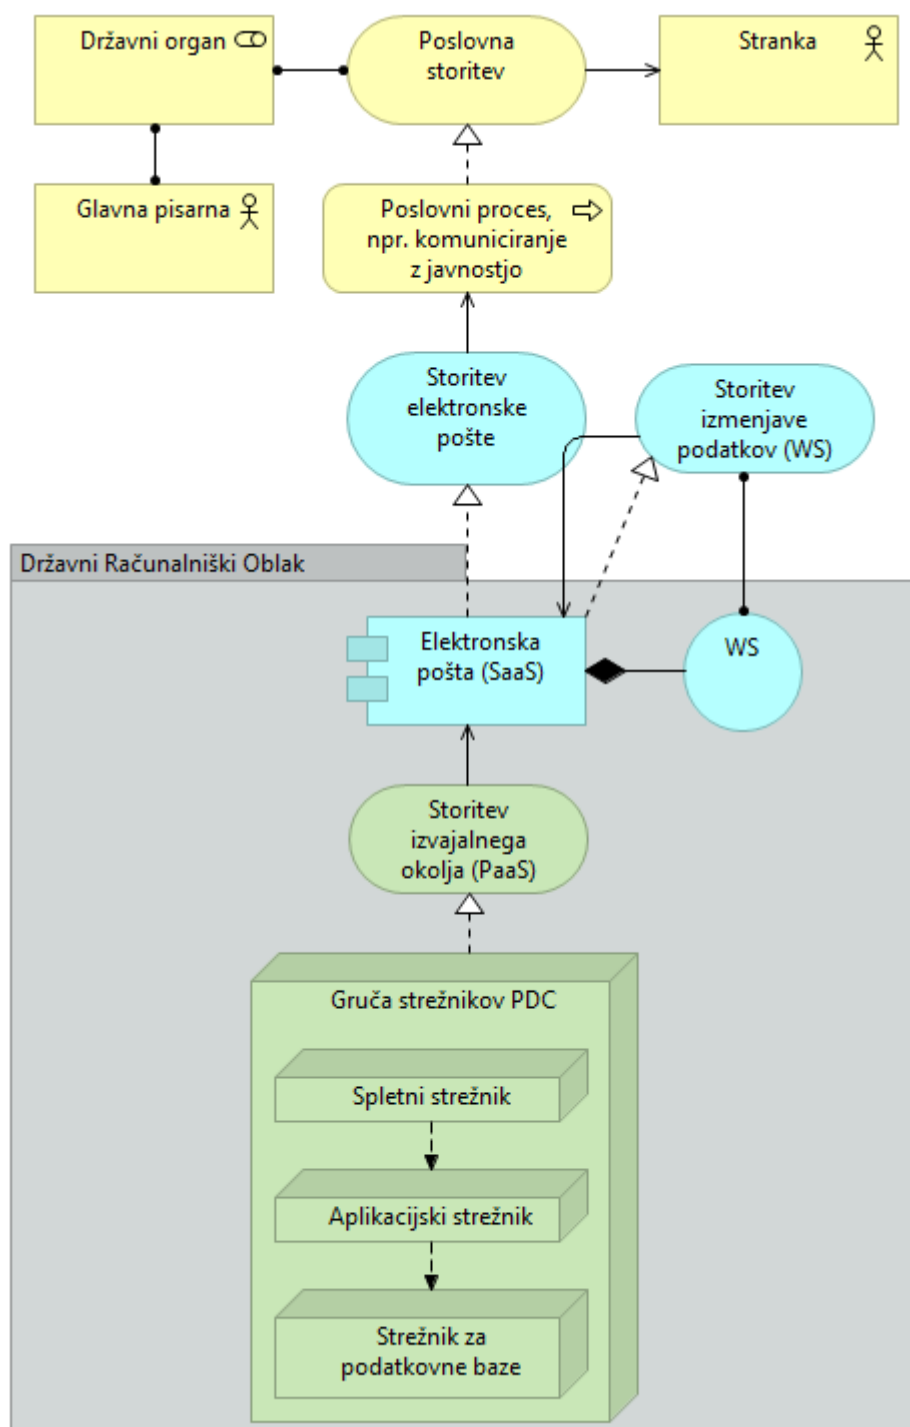 Državni organ
Poslovna
storitev
Stranka
Glavna pisarna
Poslovni proces,
npr. komuniciranje
z javnostjo
Storitev
elektronske
pošte
Storitev
izmenjave
podatkov (WS)
Državni Računalniški Oblak
Elektronska
pošta (SaaS)
WS
Storitev
izvajalnega
okolja (PaaS)
Gruča strežnikov PDC
Spletni strežnik
Aplikacijski strežnik
Strežnik za
podatkovne baze